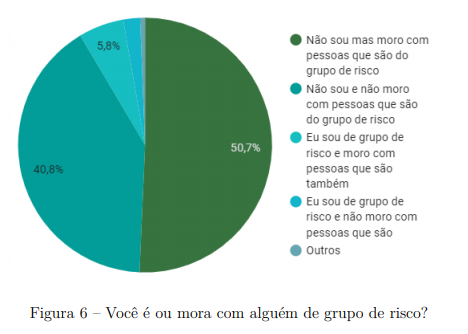 Não sou mas moro com
pessoas que são do
grupo de risco
Não sou e não moro
com pessoas que são
do grupo de risco
Eu sou de grupo de
risco e moro com
pessoas que são
também
Eu sou de grupo de
risco e não moro com
pessoas que são
Outros
5,8%
50,7%
40,8%
Figura 6 – Você é ou mora com alguém de grupo de risco?